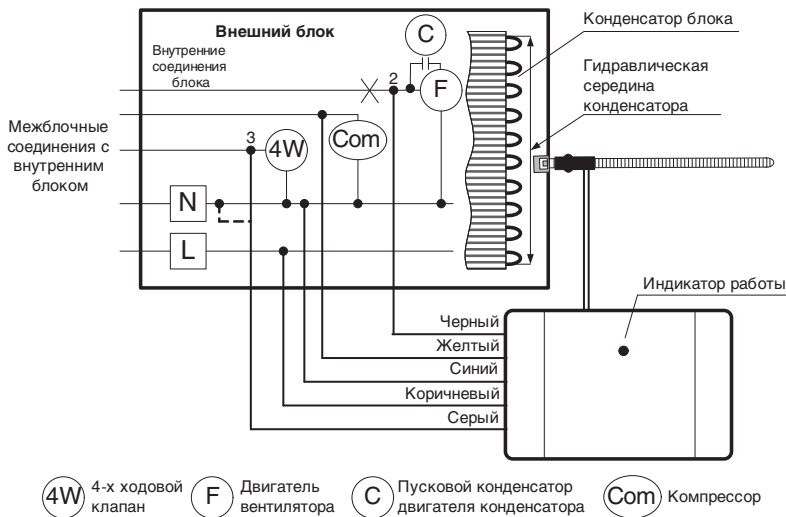 Внешний блок
Внутренние
соединения
блока
C
2
F
Конденсатор блока
Гидравлическая
середина
конденсатора
Межблочные
соединения с
внутренним
блоком
3
4W
Com
N
L
Индикатор работы
Черный
Желтый
Синий
Коричневый
Серый
4W 4-х ходовой
клапан
F Двигатель
вентилятора
C Пусковой конденсатор
двигателя конденсатора
Com Компрессор